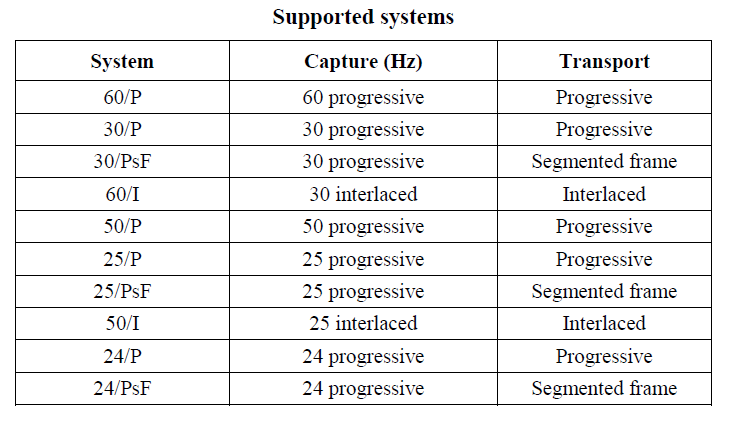 Supported systems
System Capture (Hz) Transport
60/P 60 progressive Progressive
30/P 30 progressive Progressive
30/PsF 30 progressive Segmented frame
60/I 30 interlaced Interlaced
50/P 50 progressive Progressive
25/P 25 progressive Progressive
25/PsF 25 progressive Segmented frame
50/I 25 interlaced Interlaced
24/P 24 progressive Progressive
24/PsF 24 progressive Segmented frame